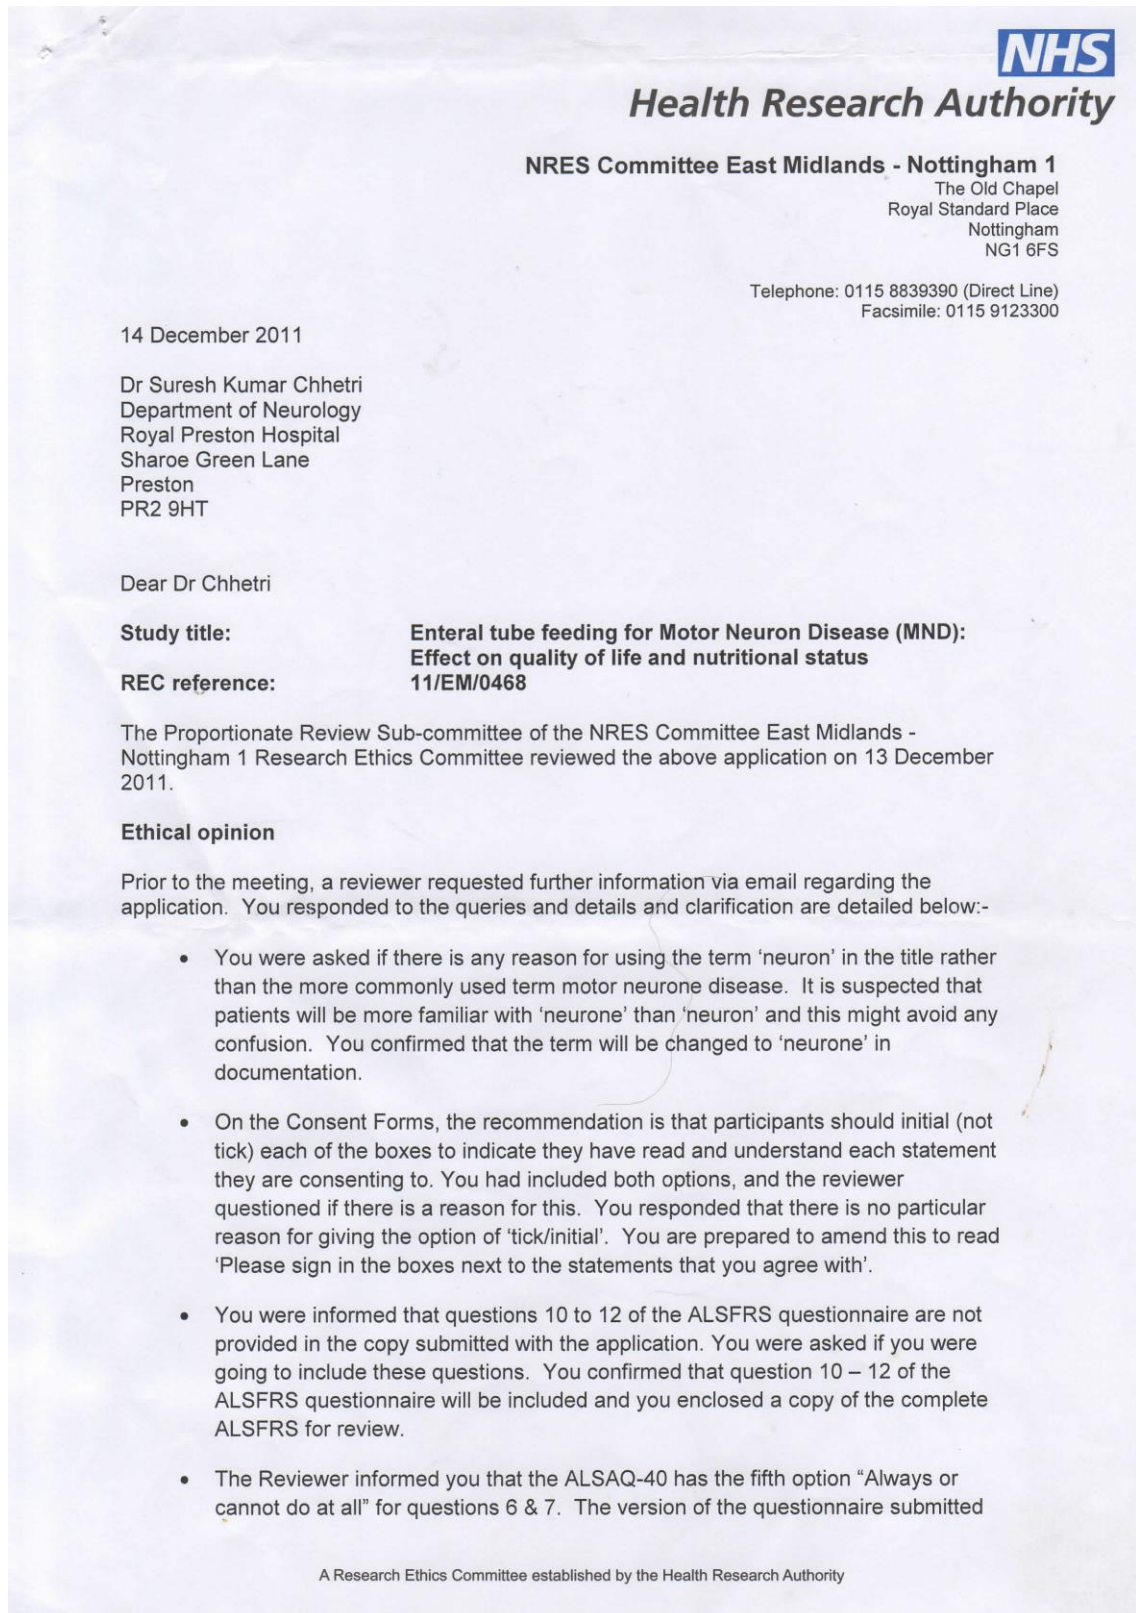 NHS
Health Research Authority
NRES Committee East Midlands - Nottingham 1
The Old Chapel
Royal Standard Place
Nottingham
NG1 6FS
Telephone: 0115 8839390 (Direct Line)
Facsimile: 0115 9123300
14 December 2011
Dr Suresh Kumar Chhetri
Department of Neurology
Royal Preston Hospital
Sharoe Green Lane
Preston
PR2 9HT
Dear Dr Chhetri
Study title: Enteral tube feeding for Motor Neuron Disease (MND):
Effect on quality of life and nutritional status
REC reference: 11/EM/0468
The Proportionate Review Sub-committee of the NRES Committee East Midlands -
Nottingham 1 Research Ethics Committee reviewed the above application on 13 December
2011.
Ethical opinion
Prior to the meeting, a reviewer requested further information via email regarding the
application. You responded to the queries and details and clarification are detailed below:-
• You were asked if there is any reason for using the term ‘neuron’ in the title rather
than the more commonly used term motor neurone disease. It is suspected that
patients will be more familiar with ‘neurone’ than ‘neuron’ and this might avoid any
confusion. You confirmed that the term will be changed to ‘neurone’ in
documentation.
• On the Consent Forms, the recommendation is that participants should initial (not
tick) each of the boxes to indicate they have read and understand each statement
they are consenting to. You had included both options, and the reviewer
questioned if there is a reason for this. You responded that there is no particular
reason for giving the option of ‘tick/initial’. You are prepared to amend this to read
‘Please sign in the boxes next to the statements that you agree with’.
• You were informed that questions 10 to 12 of the ALSFRS questionnaire are not
provided in the copy submitted with the application. You were asked if you were
going to include these questions. You confirmed that question 10 – 12 of the
ALSFRS questionnaire will be included and you enclosed a copy of the complete
ALSFRS for review.
• The Reviewer informed you that the ALSAQ-40 has the fifth option “Always or
cannot do at all” for questions 6 & 7. The version of the questionnaire submitted
A Research Ethics Committee established by the Health Research Authority